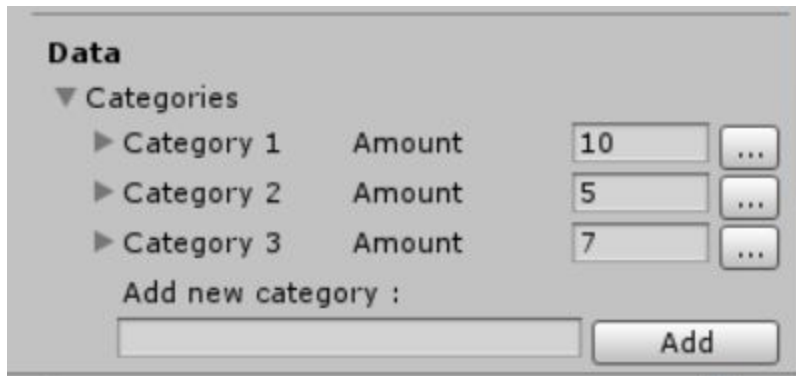 Data
Categories
Category 1 Amount 10 ...
Category 2 Amount 5 ...
Category 3 Amount 7 ...
Add new category :
Add